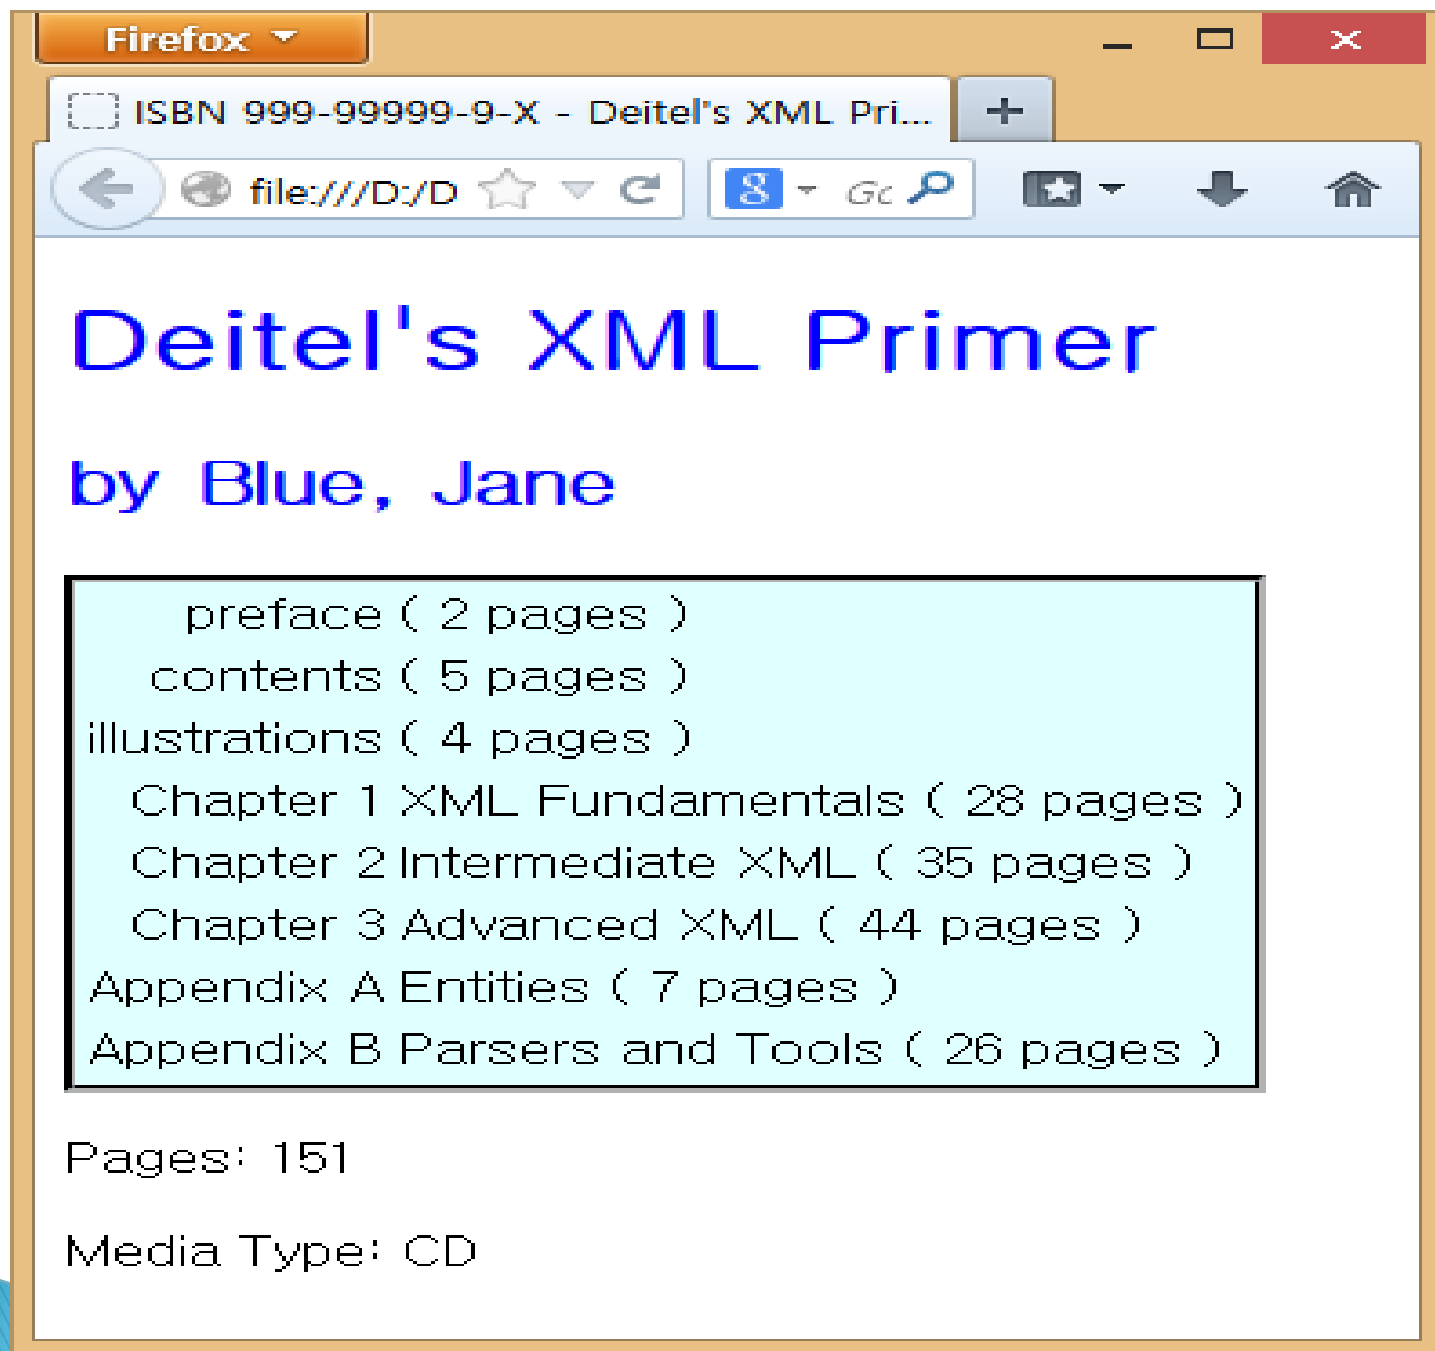 Firefox
ISBN 999-99999-9-X - Deitel's XML Pri...
file:///D:/D 8 Gc
Deitel's XML Primer
by Blue, Jane
preface ( 2 pages )
contents ( 5 pages )
illustrations ( 4 pages )
Chapter 1 XML Fundamentals ( 28 pages )
Chapter 2 Intermediate XML ( 35 pages )
Chapter 3 Advanced XML ( 44 pages )
Appendix A Entities ( 7 pages )
Appendix B Parsers and Tools ( 26 pages )
Pages: 151
Media Type: CD